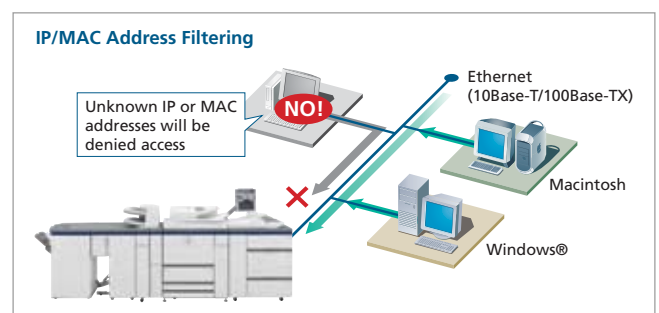 IP/MAC Address Filtering
Unknown IP or MAC
addresses will be
denied access
NO!
Ethernet
(10Base-T/100Base-TX)
Macintosh
Windows®